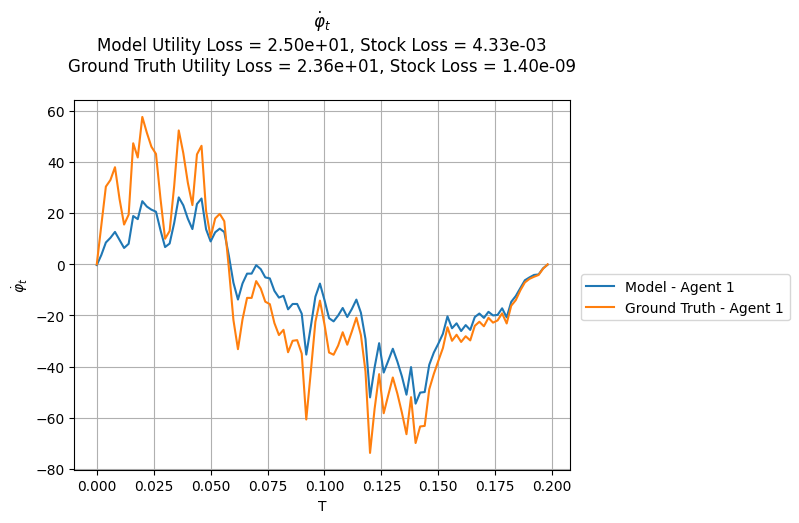 φ̇ₜ
Model Utility Loss = 2.50e+01, Stock Loss = 4.33e-03
Ground Truth Utility Loss = 2.36e+01, Stock Loss = 1.40e-09
60
40
20
0
−20
−40
−60
−80
φ̇ₜ
0.000
0.025
0.050
0.075
0.100
0.125
0.150
0.175
0.200
T
Model - Agent 1
Ground Truth - Agent 1